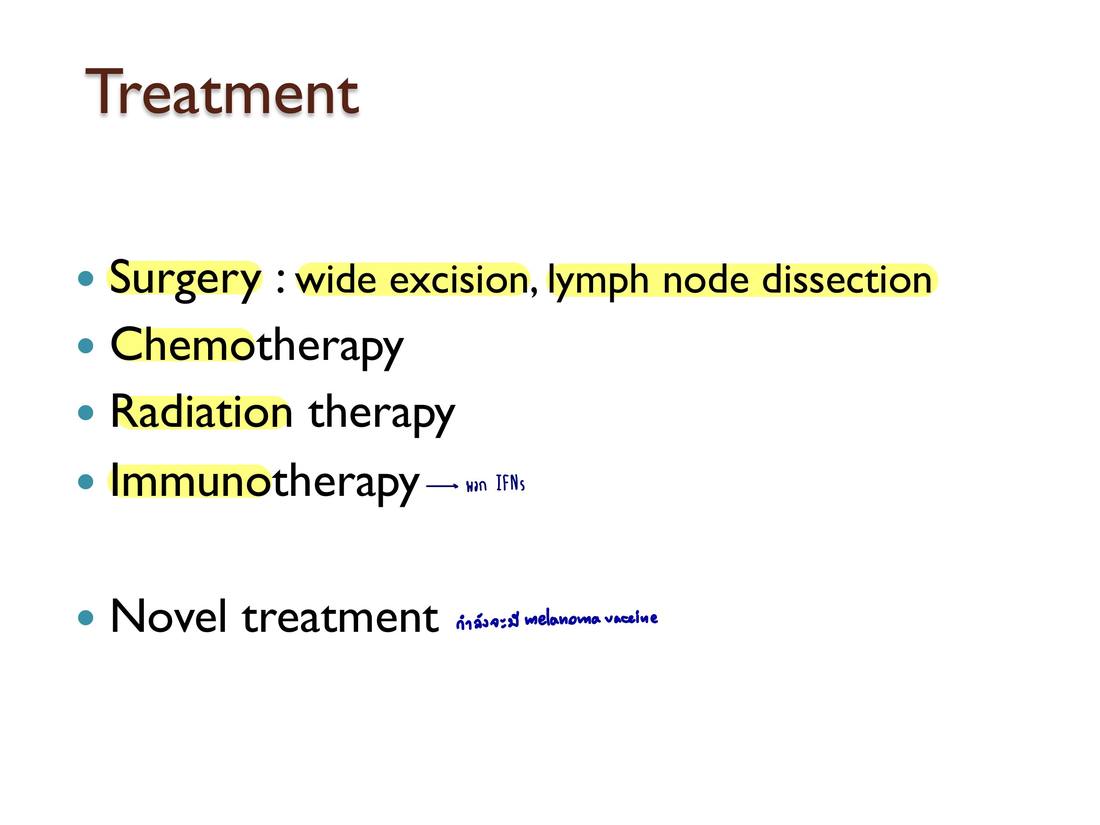 Treatment
• Surgery : wide excision, lymph node dissection
• Chemotherapy
• Radiation therapy
• Immunotherapy → พวก IFNs
• Novel treatment กำลังจะมี melanoma vaccine